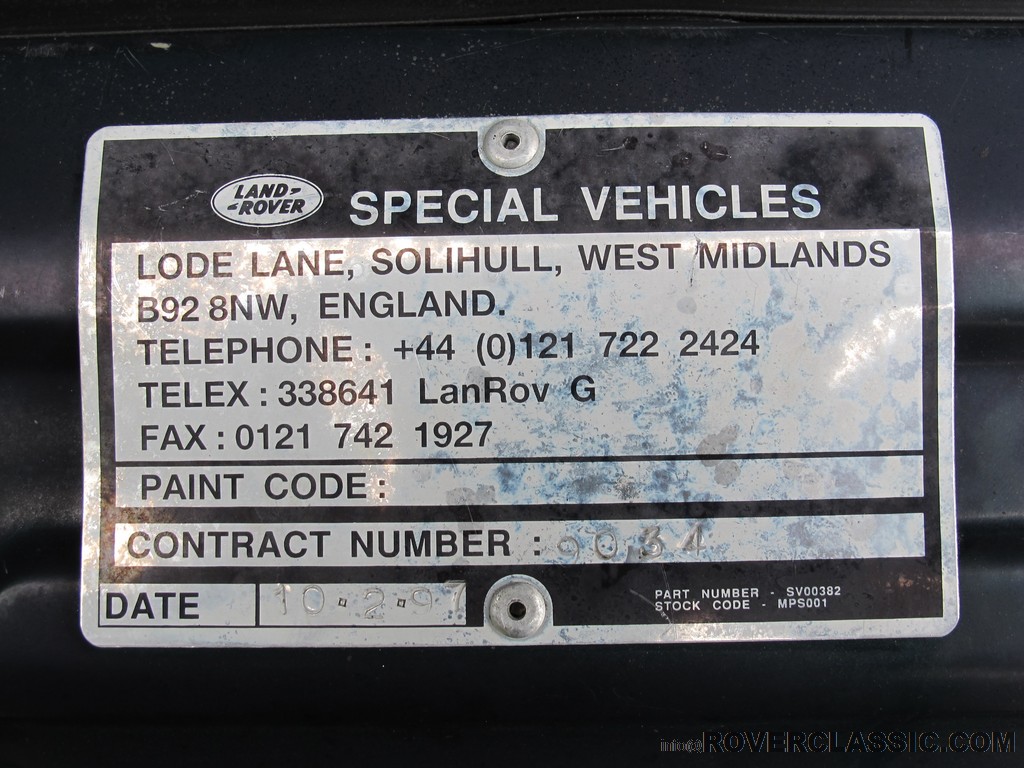 LAND-
-ROVER
SPECIAL VEHICLES
LODE LANE, SOLIHULL, WEST MIDLANDS
B92 8NW, ENGLAND.
TELEPHONE : +44 (0)121 722 2424
TELEX : 338641 LanRov G
FAX : 0121 742 1927
PAINT CODE :
CONTRACT NUMBER : 9034
DATE 10.2.97
PART NUMBER - SV00382
STOCK CODE - MPS001
info@ROVERCLASSIC.COM